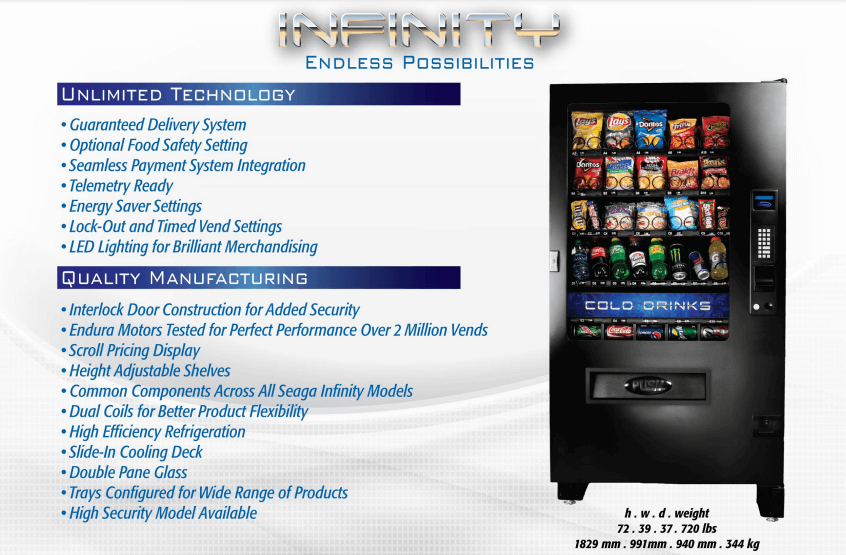 INFINITY
ENDLESS POSSIBILITIES
UNLIMITED TECHNOLOGY
• Guaranteed Delivery System
• Optional Food Safety Setting
• Seamless Payment System Integration
• Telemetry Ready
• Energy Saver Settings
• Lock-Out and Timed Vend Settings
• LED Lighting for Brilliant Merchandising
QUALITY MANUFACTURING
• Interlock Door Construction for Added Security
• Endura Motors Tested for Perfect Performance Over 2 Million Vends
• Scroll Pricing Display
• Height Adjustable Shelves
• Common Components Across All Seaga Infinity Models
• Dual Coils for Better Product Flexibility
• High Efficiency Refrigeration
• Slide-In Cooling Deck
• Double Pane Glass
• Trays Configured for Wide Range of Products
• High Security Model Available
Lays Lays Doritos
Doritos
COLD DRINKS
PUSH
h . w . d . weight
72 . 39 . 37 . 720 lbs
1829 mm . 991mm . 940 mm . 344 kg